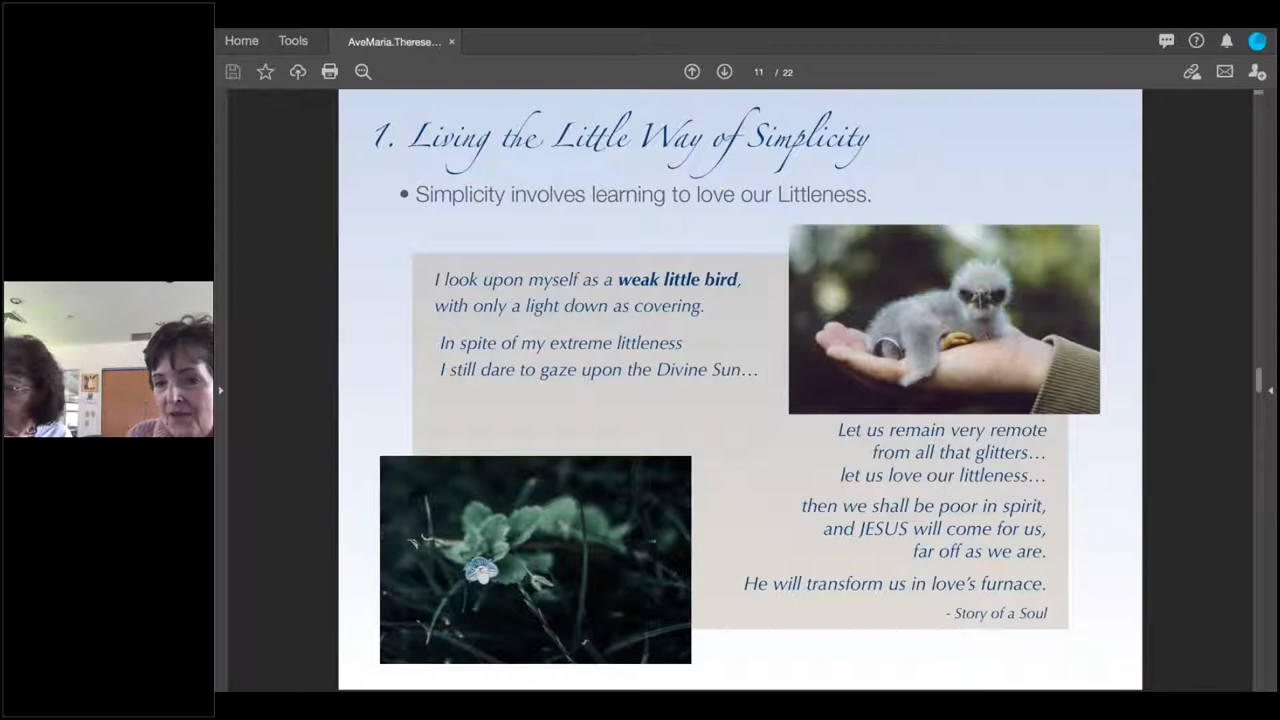 Home Tools AveMaria.Therese... ×
11 / 22
1. Living the Little Way of Simplicity
• Simplicity involves learning to love our Littleness.
I look upon myself as a weak little bird,
with only a light down as covering.
In spite of my extreme littleness
I still dare to gaze upon the Divine Sun...
Let us remain very remote
from all that glitters...
let us love our littleness...
then we shall be poor in spirit,
and JESUS will come for us,
far off as we are.
He will transform us in love's furnace.
- Story of a Soul